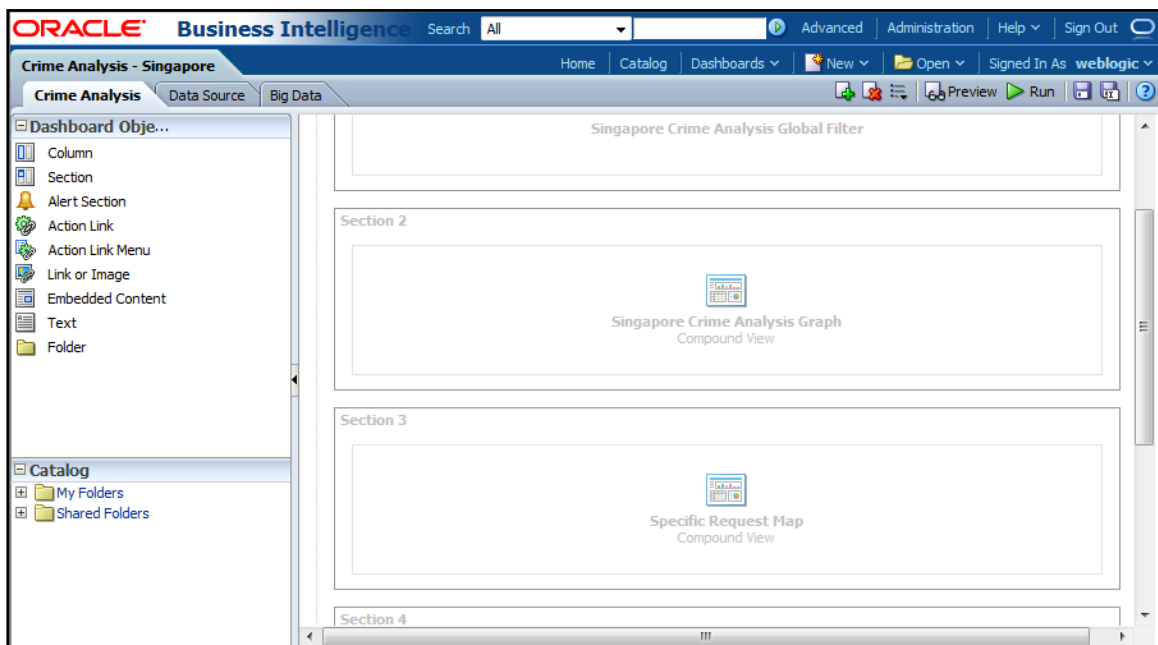 ORACLE Business Intelligence Search All Advanced Administration Help Sign Out
Crime Analysis - Singapore Home Catalog Dashboards New Open Signed In As weblogic
Crime Analysis Data Source Big Data Preview Run
Dashboard Obje...
Column
Section
Alert Section
Action Link
Action Link Menu
Link or Image
Embedded Content
Text
Folder
Catalog
My Folders
Shared Folders
Singapore Crime Analysis Global Filter
Section 2
Singapore Crime Analysis Graph
Compound View
Section 3
Specific Request Map
Compound View
Section 4